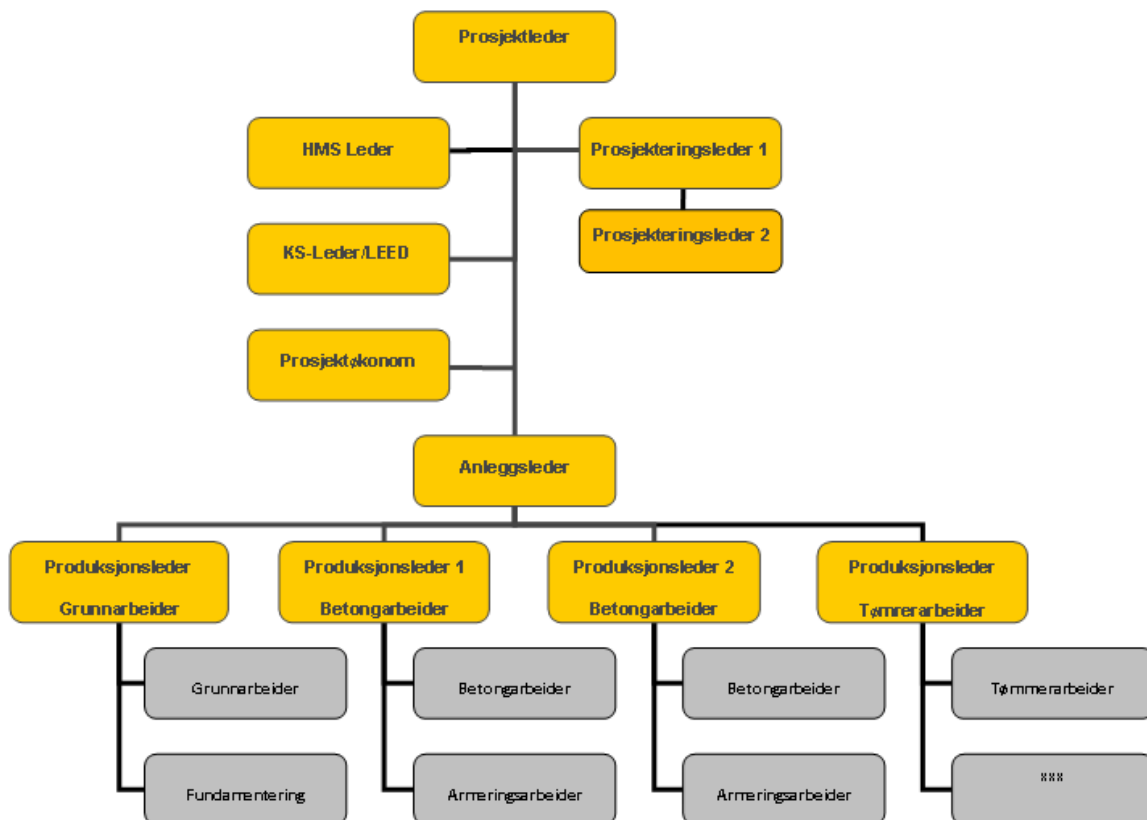 Prosjektleder
HMS Leder
Prosjekteringsleder 1
Prosjekteringsleder 2
KS-Leder/LEED
Prosjektøkonom
Anleggsleder
Produksjonsleder
Grunnarbeider
Produksjonsleder 1
Betongarbeider
Produksjonsleder 2
Betongarbeider
Produksjonsleder
Tømrerarbeider
Grunnarbeider
Betongarbeider
Betongarbeider
Tømmerarbeider
Fundamentering
Armeringsarbeider
Armeringsarbeider
xxx